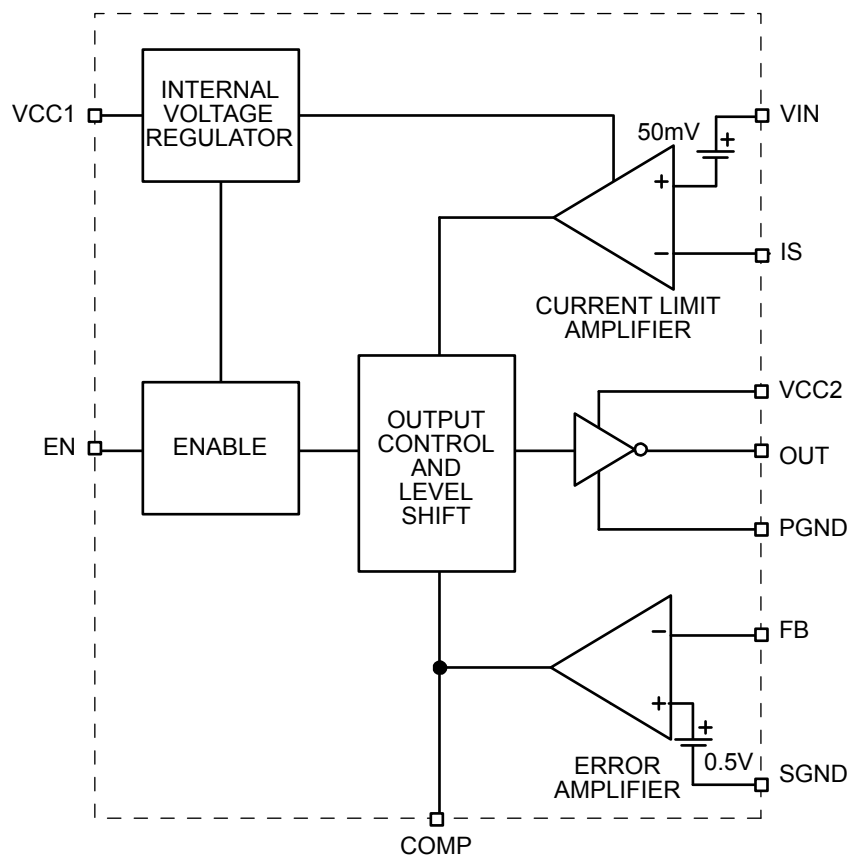 INTERNAL
VOLTAGE
REGULATOR
VCC1
50mV
+
VIN
+
−
IS
CURRENT LIMIT
AMPLIFIER
VCC2
EN
ENABLE
OUTPUT
CONTROL
AND
LEVEL
SHIFT
OUT
PGND
−
FB
+
+
0.5V
ERROR
AMPLIFIER
SGND
COMP